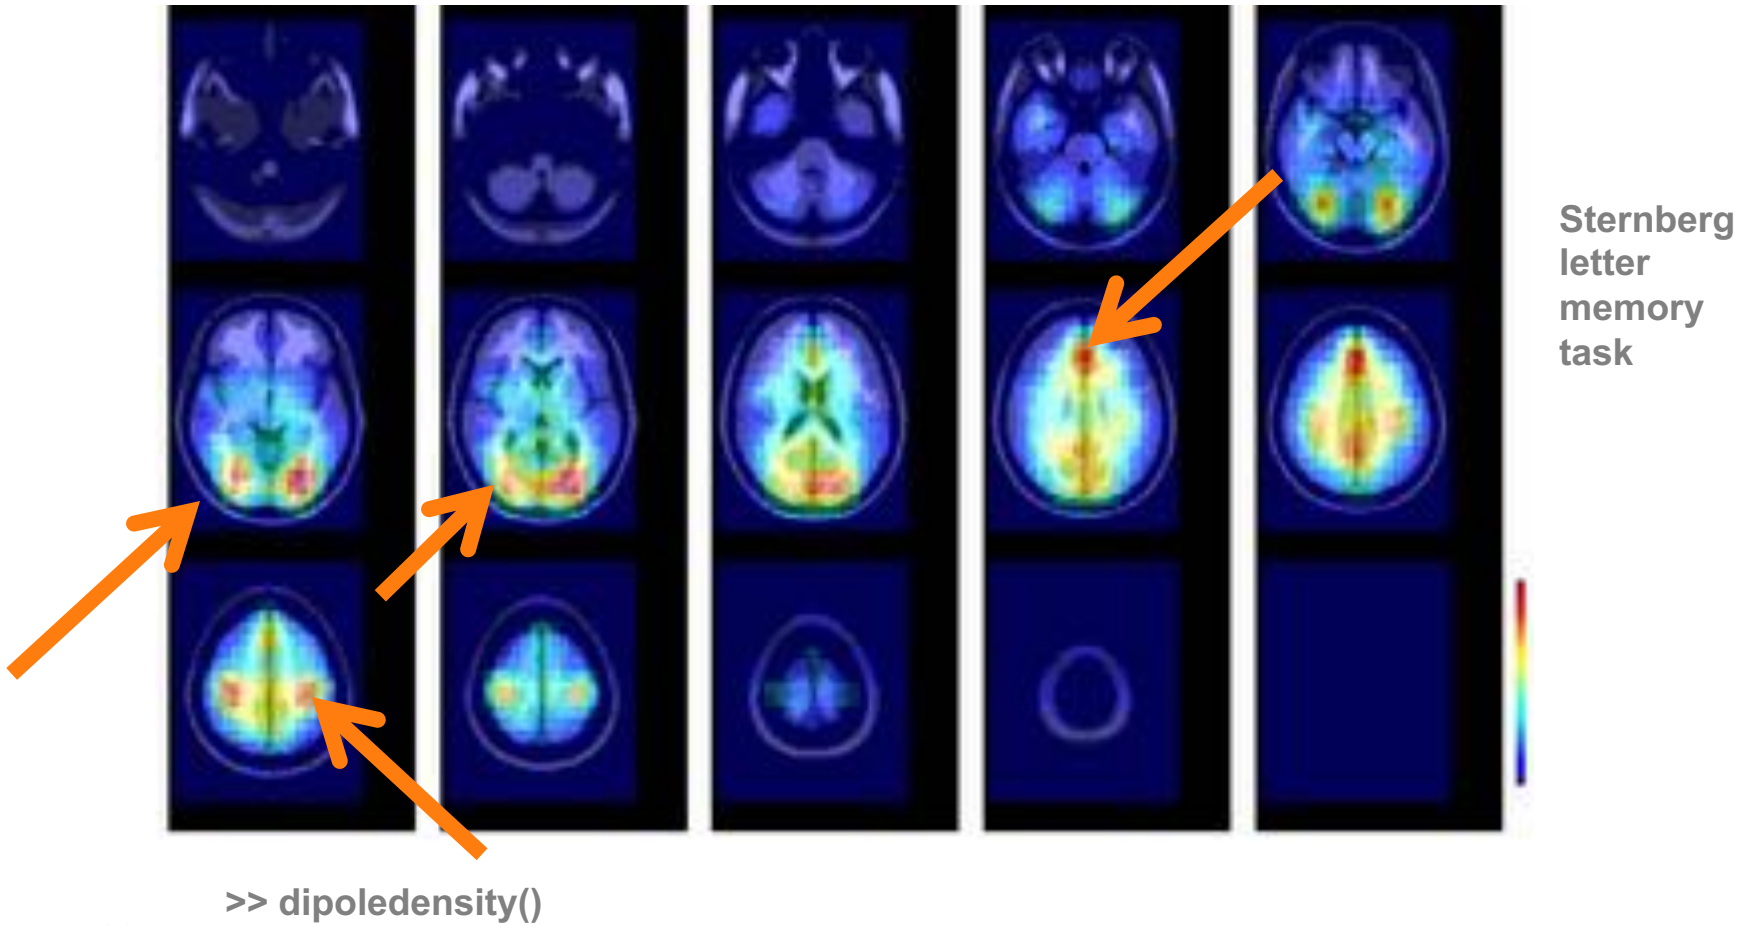 Sternberg
letter
memory
task
>> dipoledensity()